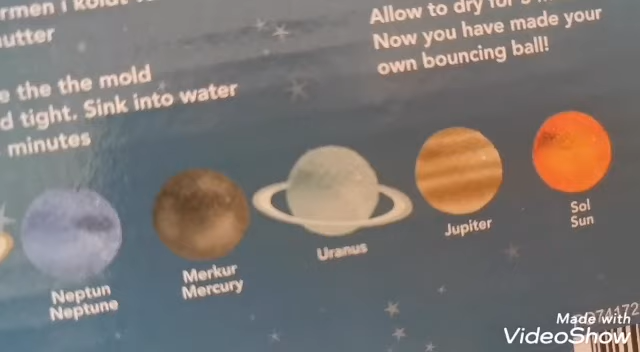 rmen i
utter
e the the mold
d tight. Sink into water
minutes
Allow to dry for
Now you have made your
own bouncing ball!
Neptun
Neptune
Merkur
Mercury
Uranus
Jupiter
Sol
Sun
Made with
VideoShow